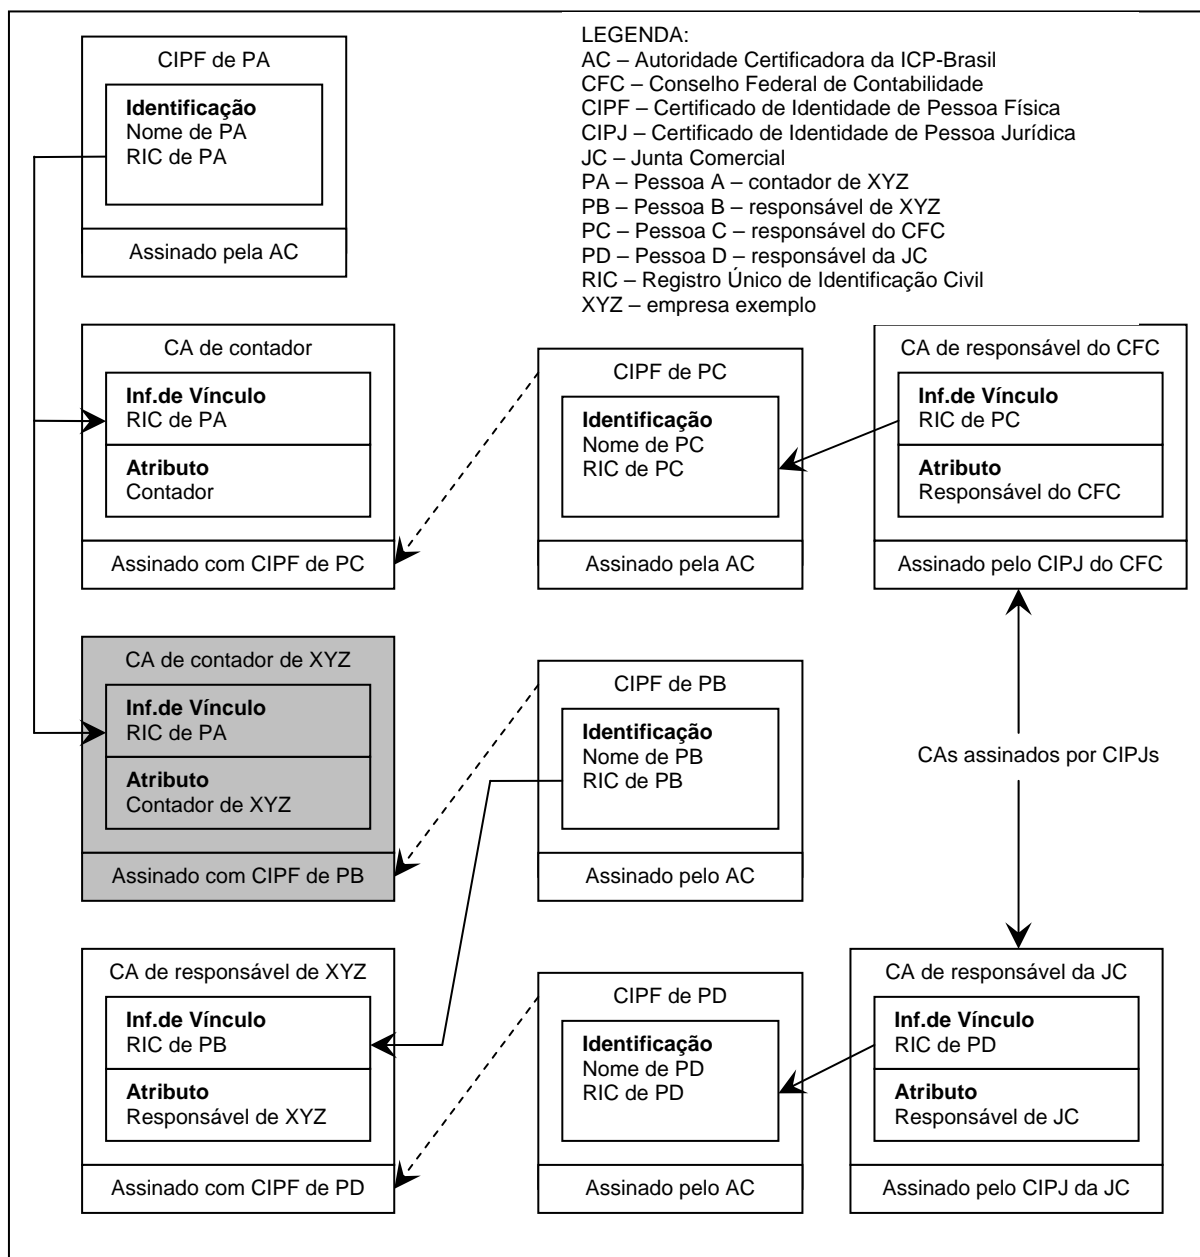 CIPF de PA
Identificação
Nome de PA
RIC de PA
Assinado pela AC
LEGENDA:
AC – Autoridade Certificadora da ICP-Brasil
CFC – Conselho Federal de Contabilidade
CIPF – Certificado de Identidade de Pessoa Física
CIPJ – Certificado de Identidade de Pessoa Jurídica
JC – Junta Comercial
PA – Pessoa A – contador de XYZ
PB – Pessoa B – responsável de XYZ
PC – Pessoa C – responsável do CFC
PD – Pessoa D – responsável da JC
RIC – Registro Único de Identificação Civil
XYZ – empresa exemplo
CA de contador
Inf.de Vínculo
RIC de PA
Atributo
Contador
Assinado com CIPF de PC
CIPF de PC
Identificação
Nome de PC
RIC de PC
Assinado pela AC
CA de responsável do CFC
Inf.de Vínculo
RIC de PC
Atributo
Responsável do CFC
Assinado pelo CIPJ do CFC
CA de contador de XYZ
Inf.de Vínculo
RIC de PA
Atributo
Contador de XYZ
Assinado com CIPF de PB
CIPF de PB
Identificação
Nome de PB
RIC de PB
Assinado pelo AC
CAs assinados por CIPJs
CA de responsável de XYZ
Inf.de Vínculo
RIC de PB
Atributo
Responsável de XYZ
Assinado com CIPF de PD
CIPF de PD
Identificação
Nome de PD
RIC de PD
Assinado pelo AC
CA de responsável da JC
Inf.de Vínculo
RIC de PD
Atributo
Responsável de JC
Assinado pelo CIPJ da JC